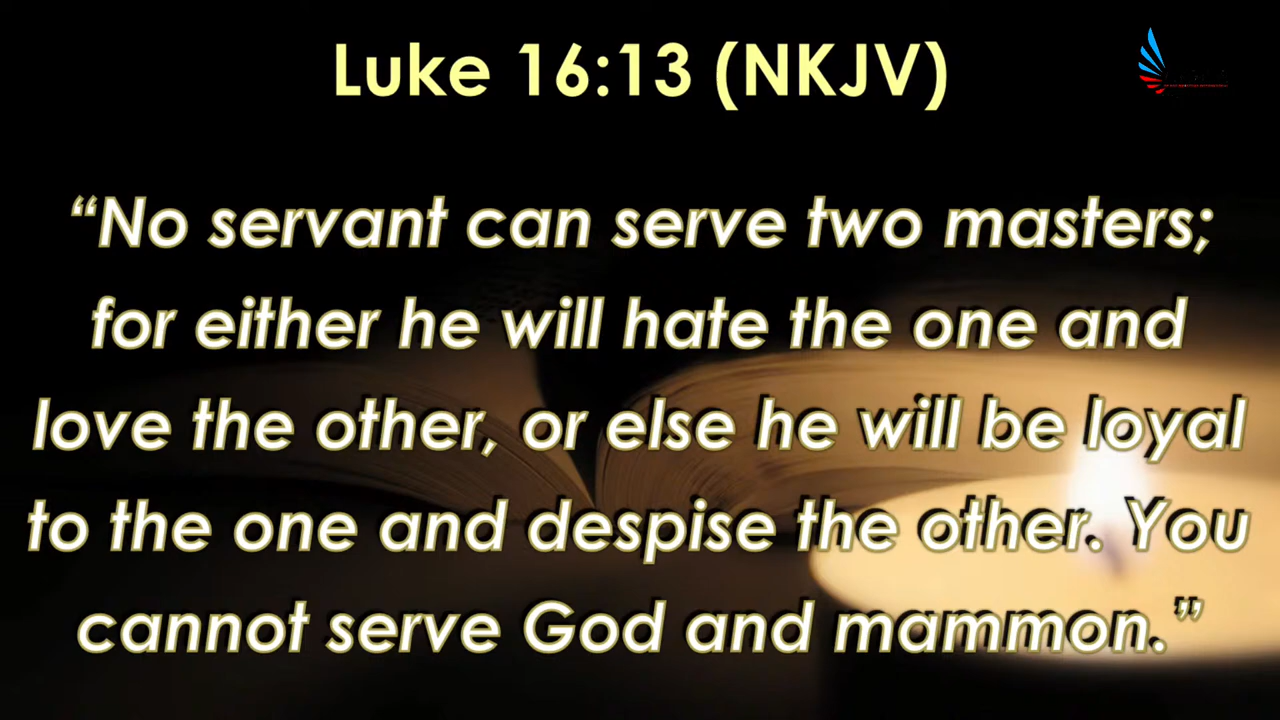 Luke 16:13 (NKJV)
“No servant can serve two masters;
for either he will hate the one and
love the other, or else he will be loyal
to the one and despise the other. You
cannot serve God and mammon.”